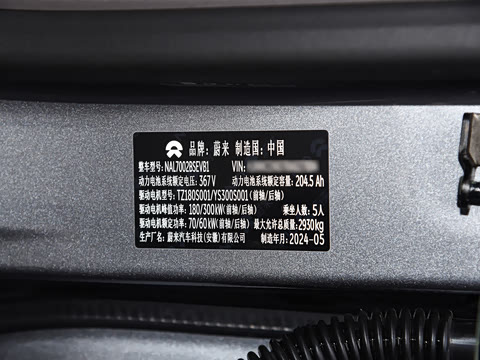 品牌：蔚来 制造国：中国
整车型号：NAL7002BSEVB1 VIN:
动力电池系统额定电压：367V 动力电池系统额定容量：204.5Ah
驱动电机型号：TZ180S001/YS300S001(前轴/后轴)
驱动电机峰值功率：180/300kW(前轴/后轴) 乘坐人数：5人
驱动电机额定功率：70/60kW(前轴/后轴) 最大允许总质量：2930kg
生产厂名：蔚来汽车科技(安徽)有限公司 制造年月：2024-05